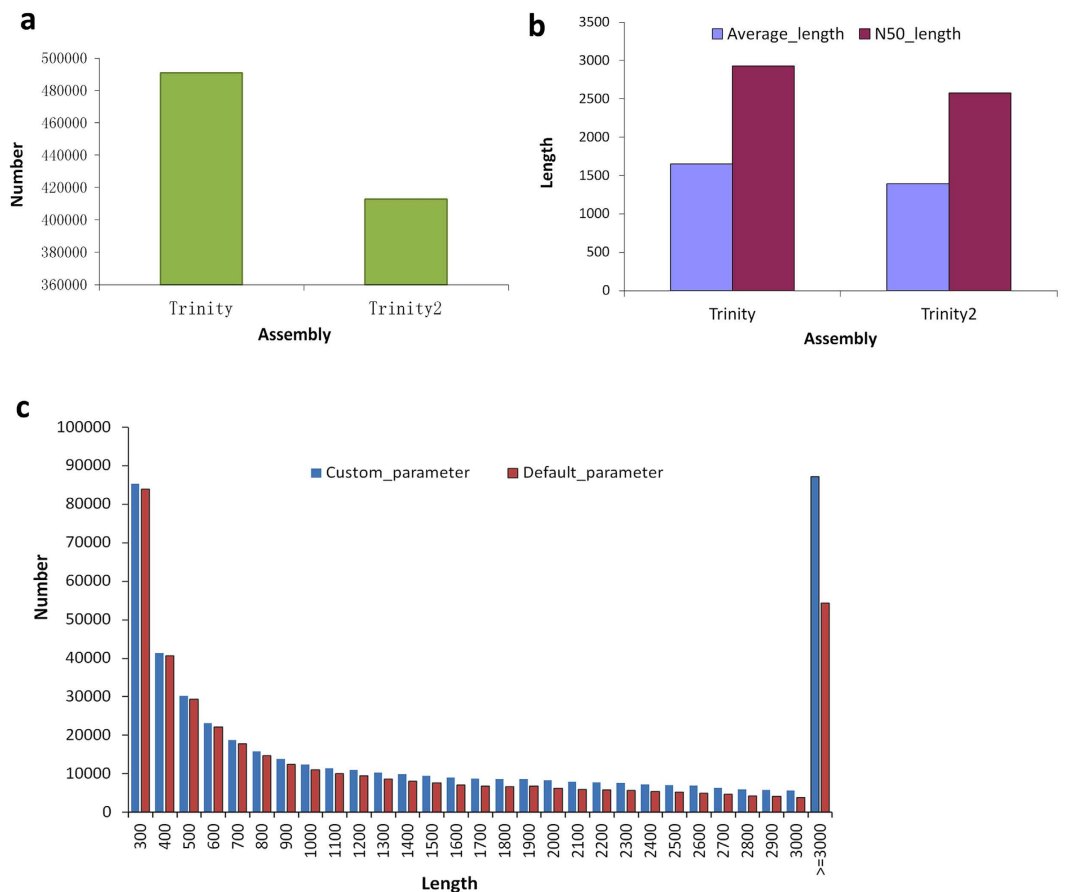 a
500000
480000
460000
440000
420000
400000
380000
360000
Number
Trinity Trinity2
Assembly
b
Average_length N50_length
3500
3000
2500
2000
1500
1000
500
0
Length
Trinity Trinity2
Assembly
c
Custom_parameter Default_parameter
100000
90000
80000
70000
60000
50000
40000
30000
20000
10000
0
Number
300 400 500 600 700 800 900 1000 1100 1200 1300 1400 1500 1600 1700 1800 1900 2000 2100 2200 2300 2400 2500 2600 2700 2800 2900 3000 >=3000
Length